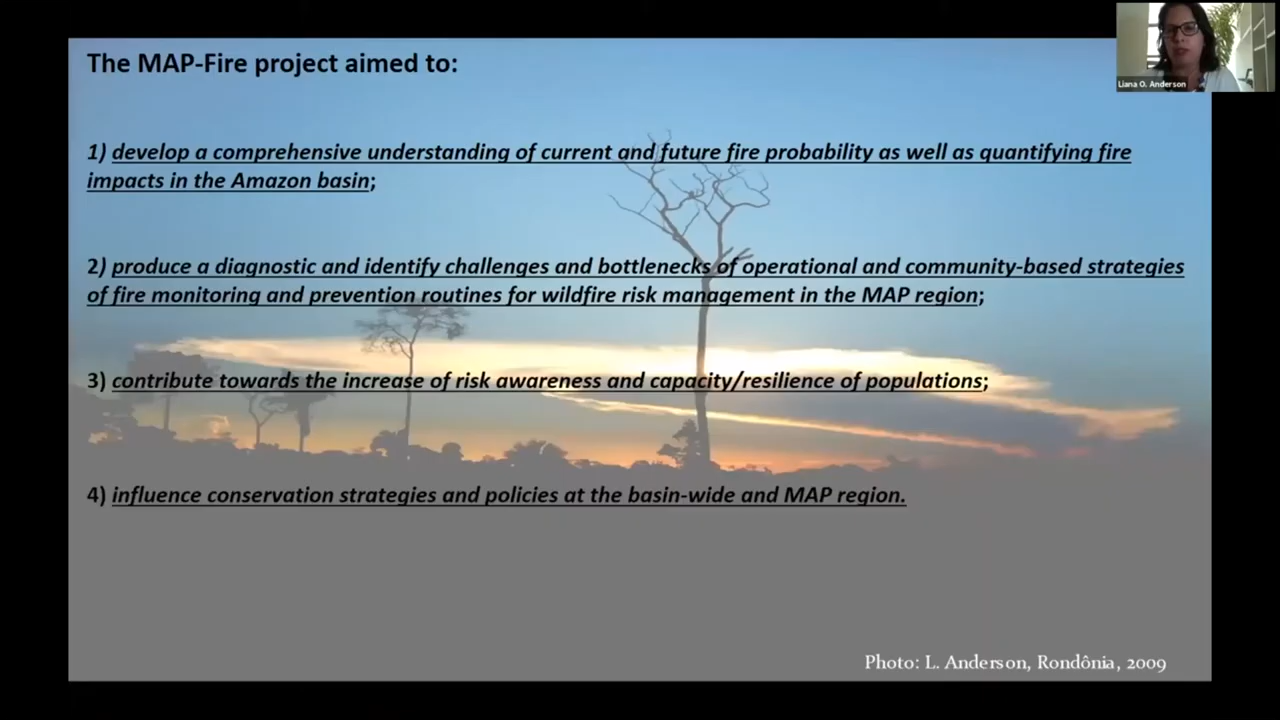 The MAP-Fire project aimed to:
Liana O. Anderson
1) develop a comprehensive understanding of current and future fire probability as well as quantifying fire
impacts in the Amazon basin;
2) produce a diagnostic and identify challenges and bottlenecks of operational and community-based strategies
of fire monitoring and prevention routines for wildfire risk management in the MAP region;
3) contribute towards the increase of risk awareness and capacity/resilience of populations;
4) influence conservation strategies and policies at the basin-wide and MAP region.
Photo: L. Anderson, Rondônia, 2009